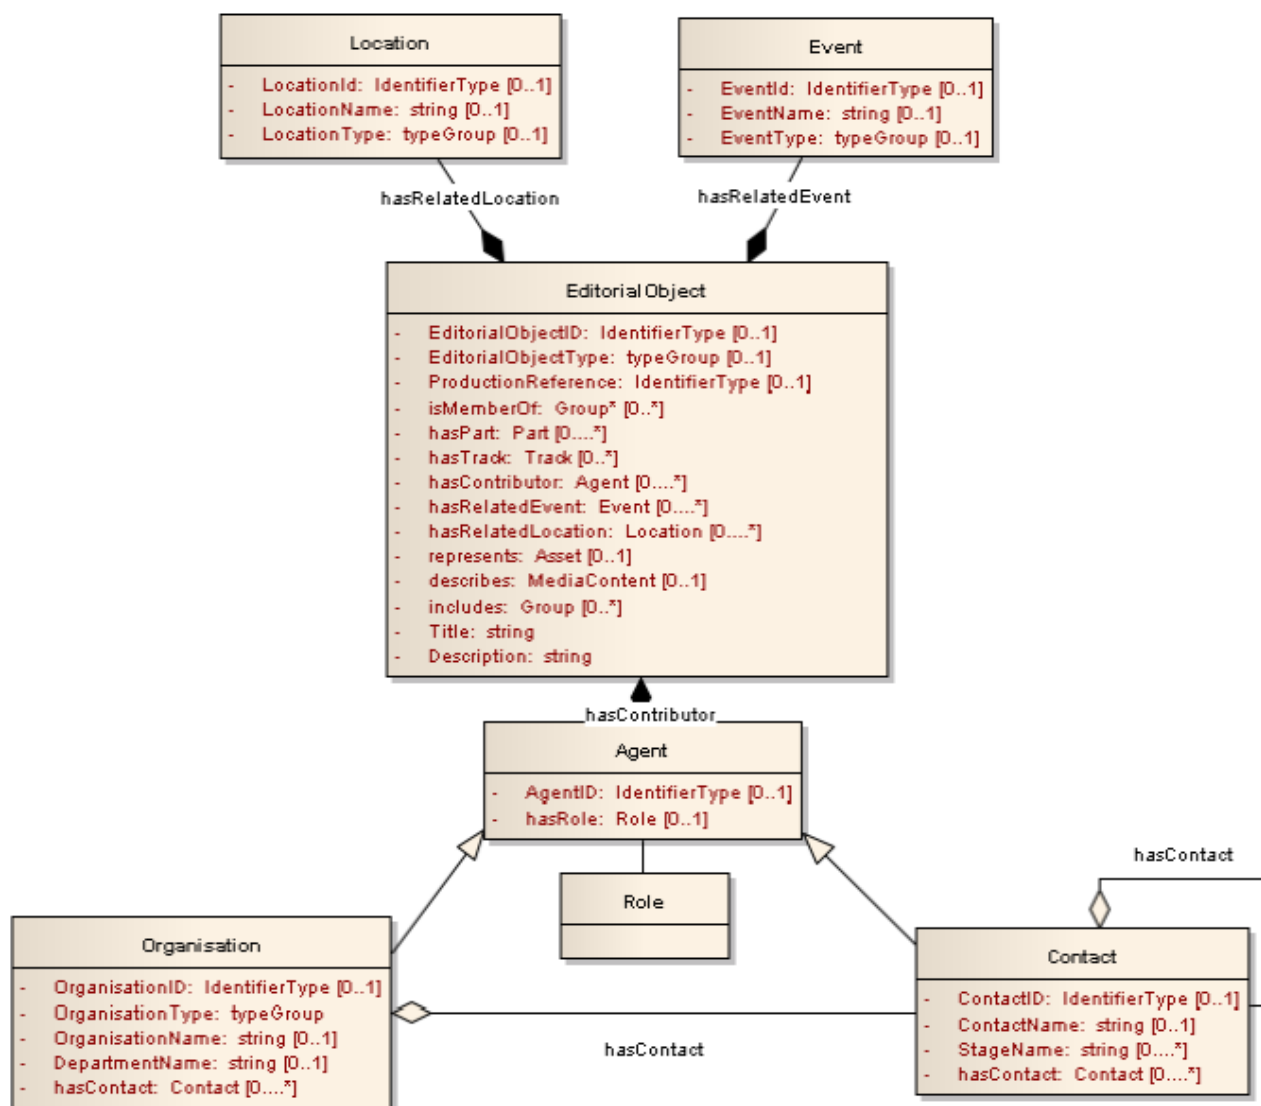 Location
- LocationId: IdentifierType [0..1]
- LocationName: string [0..1]
- LocationType: typeGroup [0..1]
Event
- EventId: IdentifierType [0..1]
- EventName: string [0..1]
- EventType: typeGroup [0..1]
hasRelatedLocation
hasRelatedEvent
EditorialObject
- EditorialObjectID: IdentifierType [0..1]
- EditorialObjectType: typeGroup [0..1]
- ProductionReference: IdentifierType [0..1]
- isMemberOf: Group* [0..*]
- hasPart: Part [0....*]
- hasTrack: Track [0..*]
- hasContributor: Agent [0....*]
- hasRelatedEvent: Event [0....*]
- hasRelatedLocation: Location [0....*]
- represents: Asset [0..1]
- describes: MediaContent [0..1]
- includes: Group [0..*]
- Title: string
- Description: string
hasContributor
Agent
- AgentID: IdentifierType [0..1]
- hasRole: Role [0..1]
Role
hasContact
Organisation
- OrganisationID: IdentifierType [0..1]
- OrganisationType: typeGroup
- OrganisationName: string [0..1]
- DepartmentName: string [0..1]
- hasContact: Contact [0....*]
hasContact
Contact
- ContactID: IdentifierType [0..1]
- ContactName: string [0..1]
- StageName: string [0....*]
- hasContact: Contact [0....*]